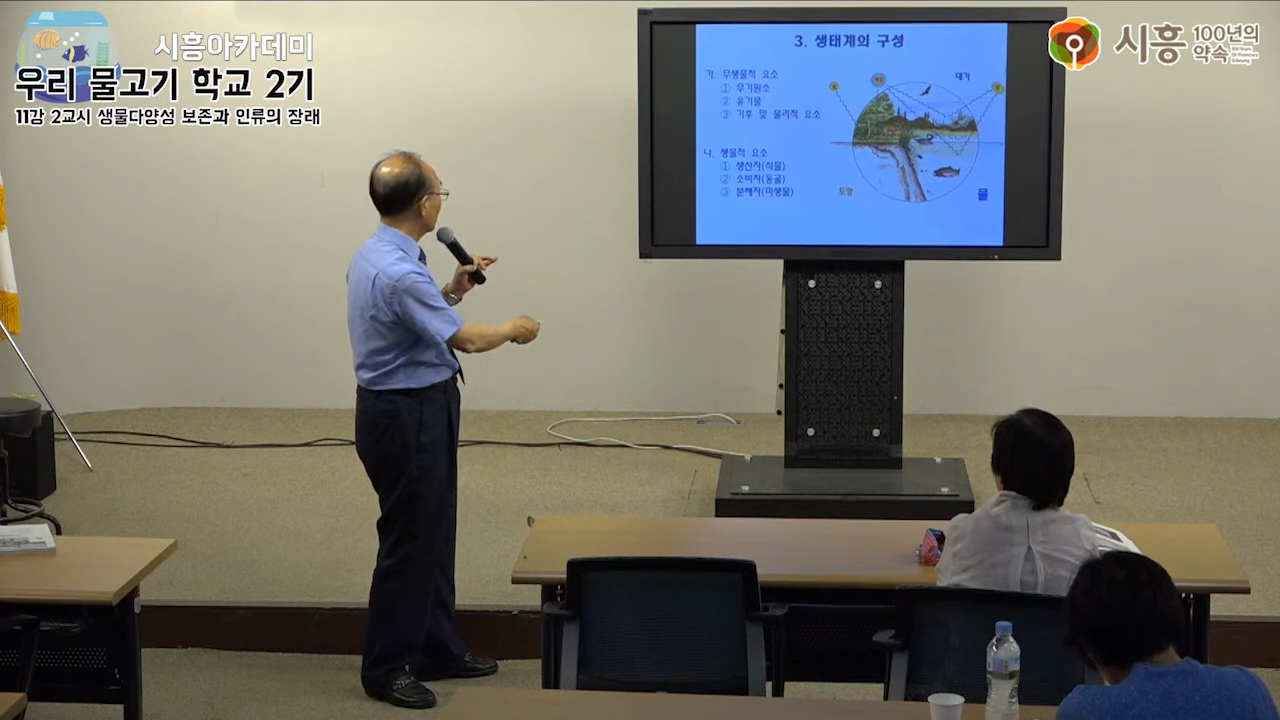 시흥아카데미
우리 물고기 학교 2기
11강 2교시 생물다양성 보존과 인류의 장래
시흥 100년의 약속
3. 생태계의 구성
가. 무생물적 요소
① 무기원소
② 유기물
③ 기후 및 물리적 요소
나. 생물적 요소
① 생산자(식물)
② 소비자(동물)
③ 분해자(미생물)
대기
토양
물